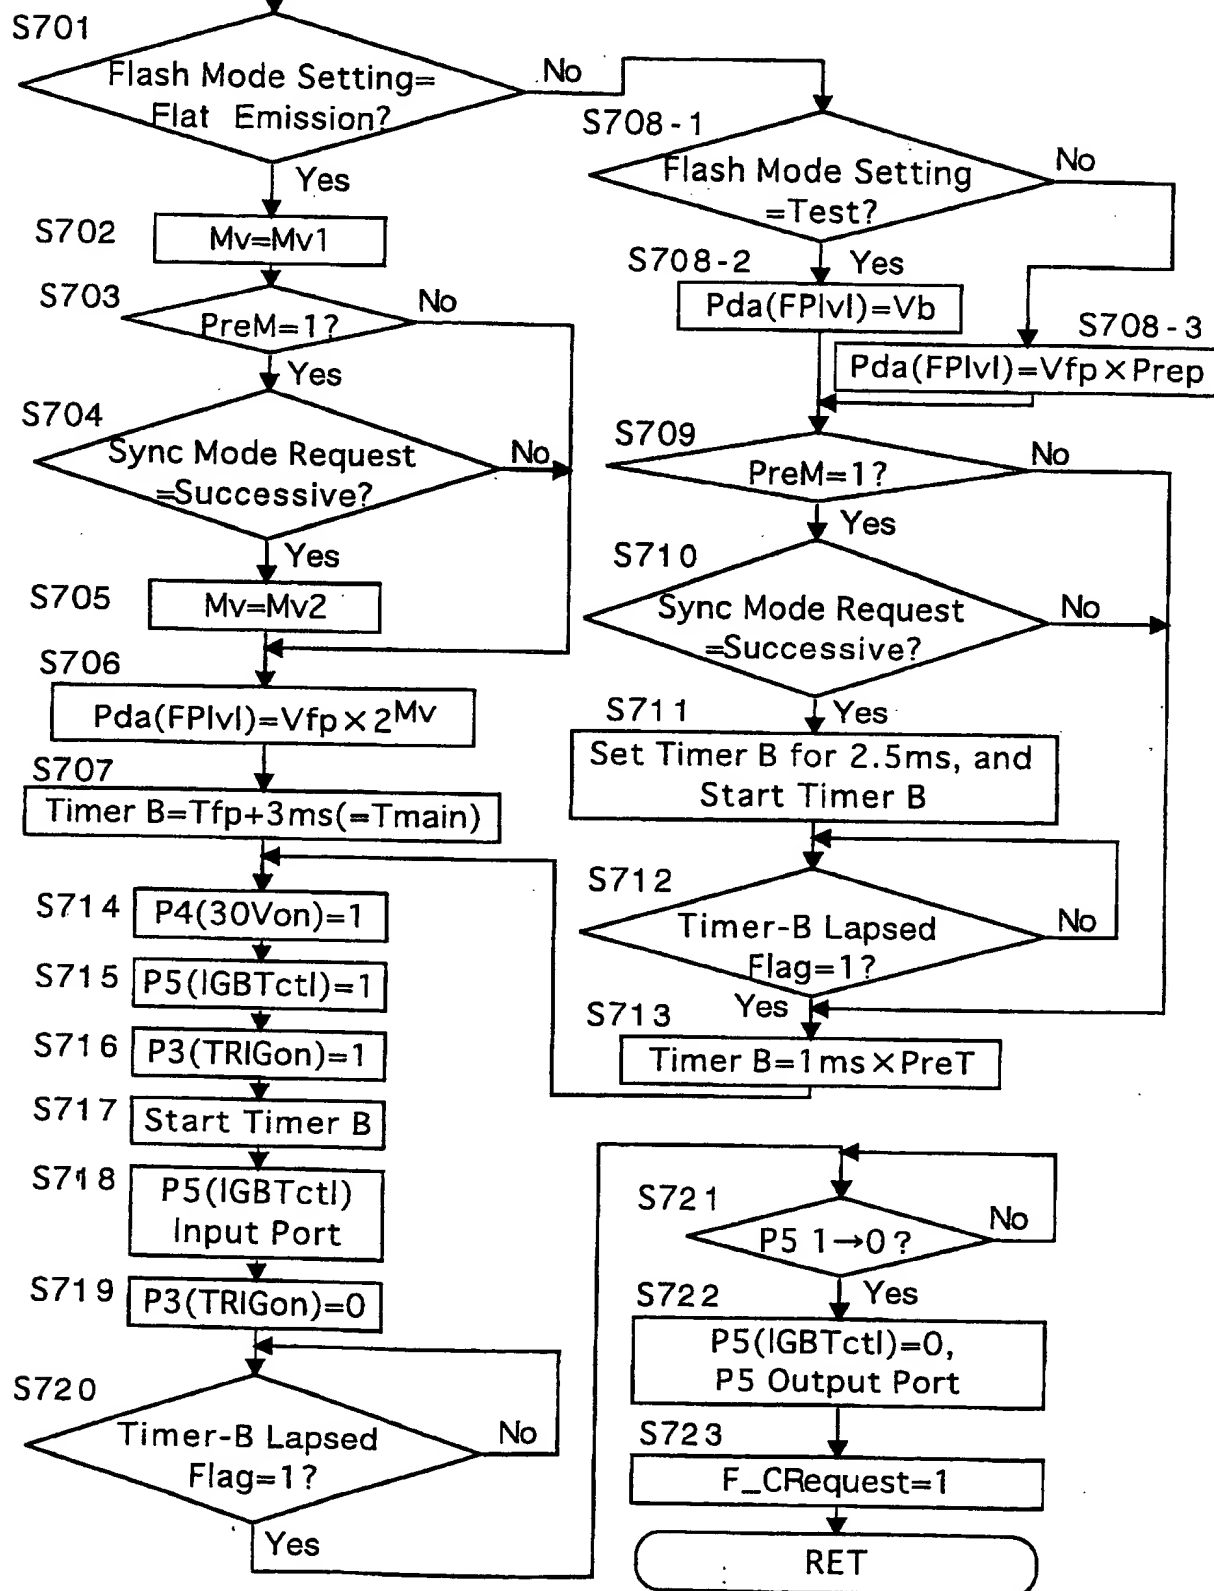 S701
Flash Mode Setting=
Flat Emission?
No
Yes
S702
Mv=Mv1
S703
PreM=1?
No
Yes
S704
Sync Mode Request
=Successive?
No
Yes
S705
Mv=Mv2
S706
Pda(FPlvl)=Vfp×2^Mv
S707
Timer B=Tfp+3ms(=Tmain)
S708-1
Flash Mode Setting
=Test?
No
Yes
S708-2
Pda(FPlvl)=Vb
S708-3
Pda(FPlvl)=Vfp×Prep
S709
PreM=1?
No
Yes
S710
Sync Mode Request
=Successive?
No
Yes
S711
Set Timer B for 2.5ms, and
Start Timer B
S712
Timer-B Lapsed
Flag=1?
No
Yes
S713
Timer B=1ms×PreT
S714
P4(30Von)=1
S715
P5(IGBTctl)=1
S716
P3(TRIGon)=1
S717
Start Timer B
S718
P5(IGBTctl)
Input Port
S719
P3(TRIGon)=0
S720
Timer-B Lapsed
Flag=1?
No
Yes
S721
P5 1→0?
No
Yes
S722
P5(IGBTctl)=0,
P5 Output Port
S723
F_CRequest=1
RET